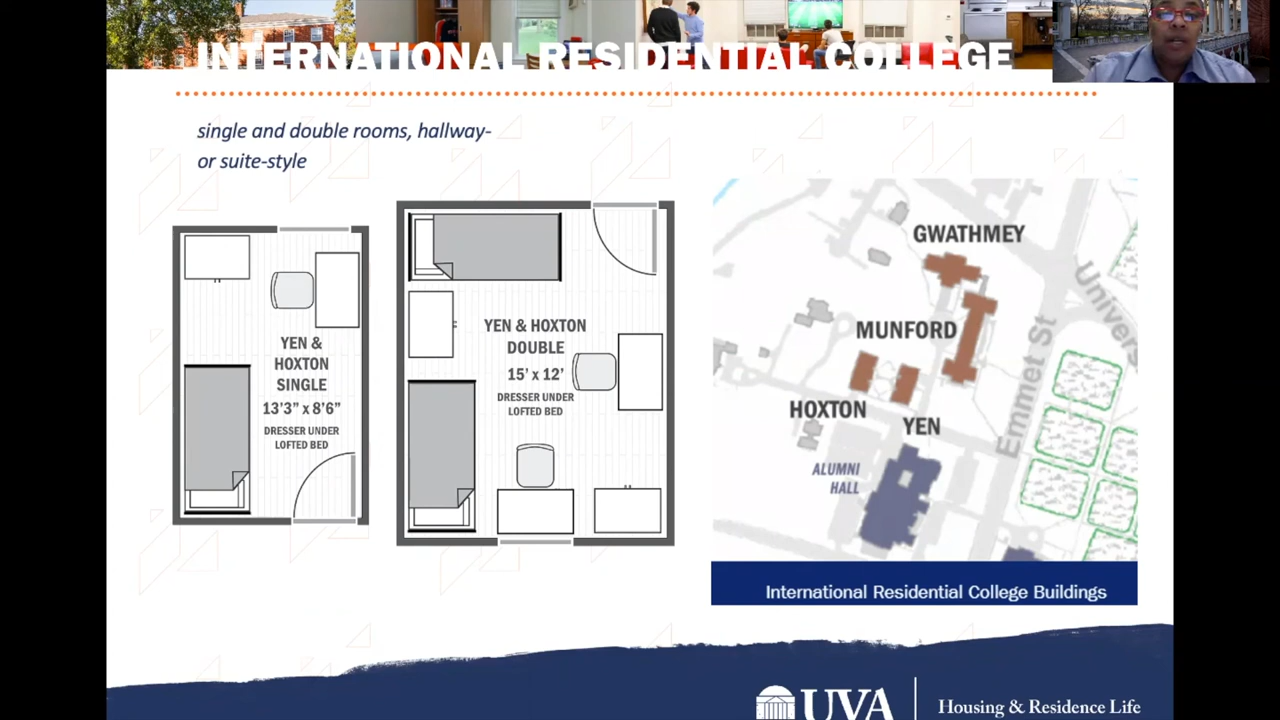 INTERNATIONAL RESIDENTIAL COLLEGE
single and double rooms, hallway-
or suite-style
YEN &
HOXTON
SINGLE
13'3” x 8'6”
DRESSER UNDER
LOFTED BED
YEN & HOXTON
DOUBLE
15' x 12'
DRESSER UNDER
LOFTED BED
GWATHMEY
MUNFORD
HOXTON
YEN
ALUMNI
HALL
Emmet St
Univers
International Residential College Buildings
UVA
Housing & Residence Life